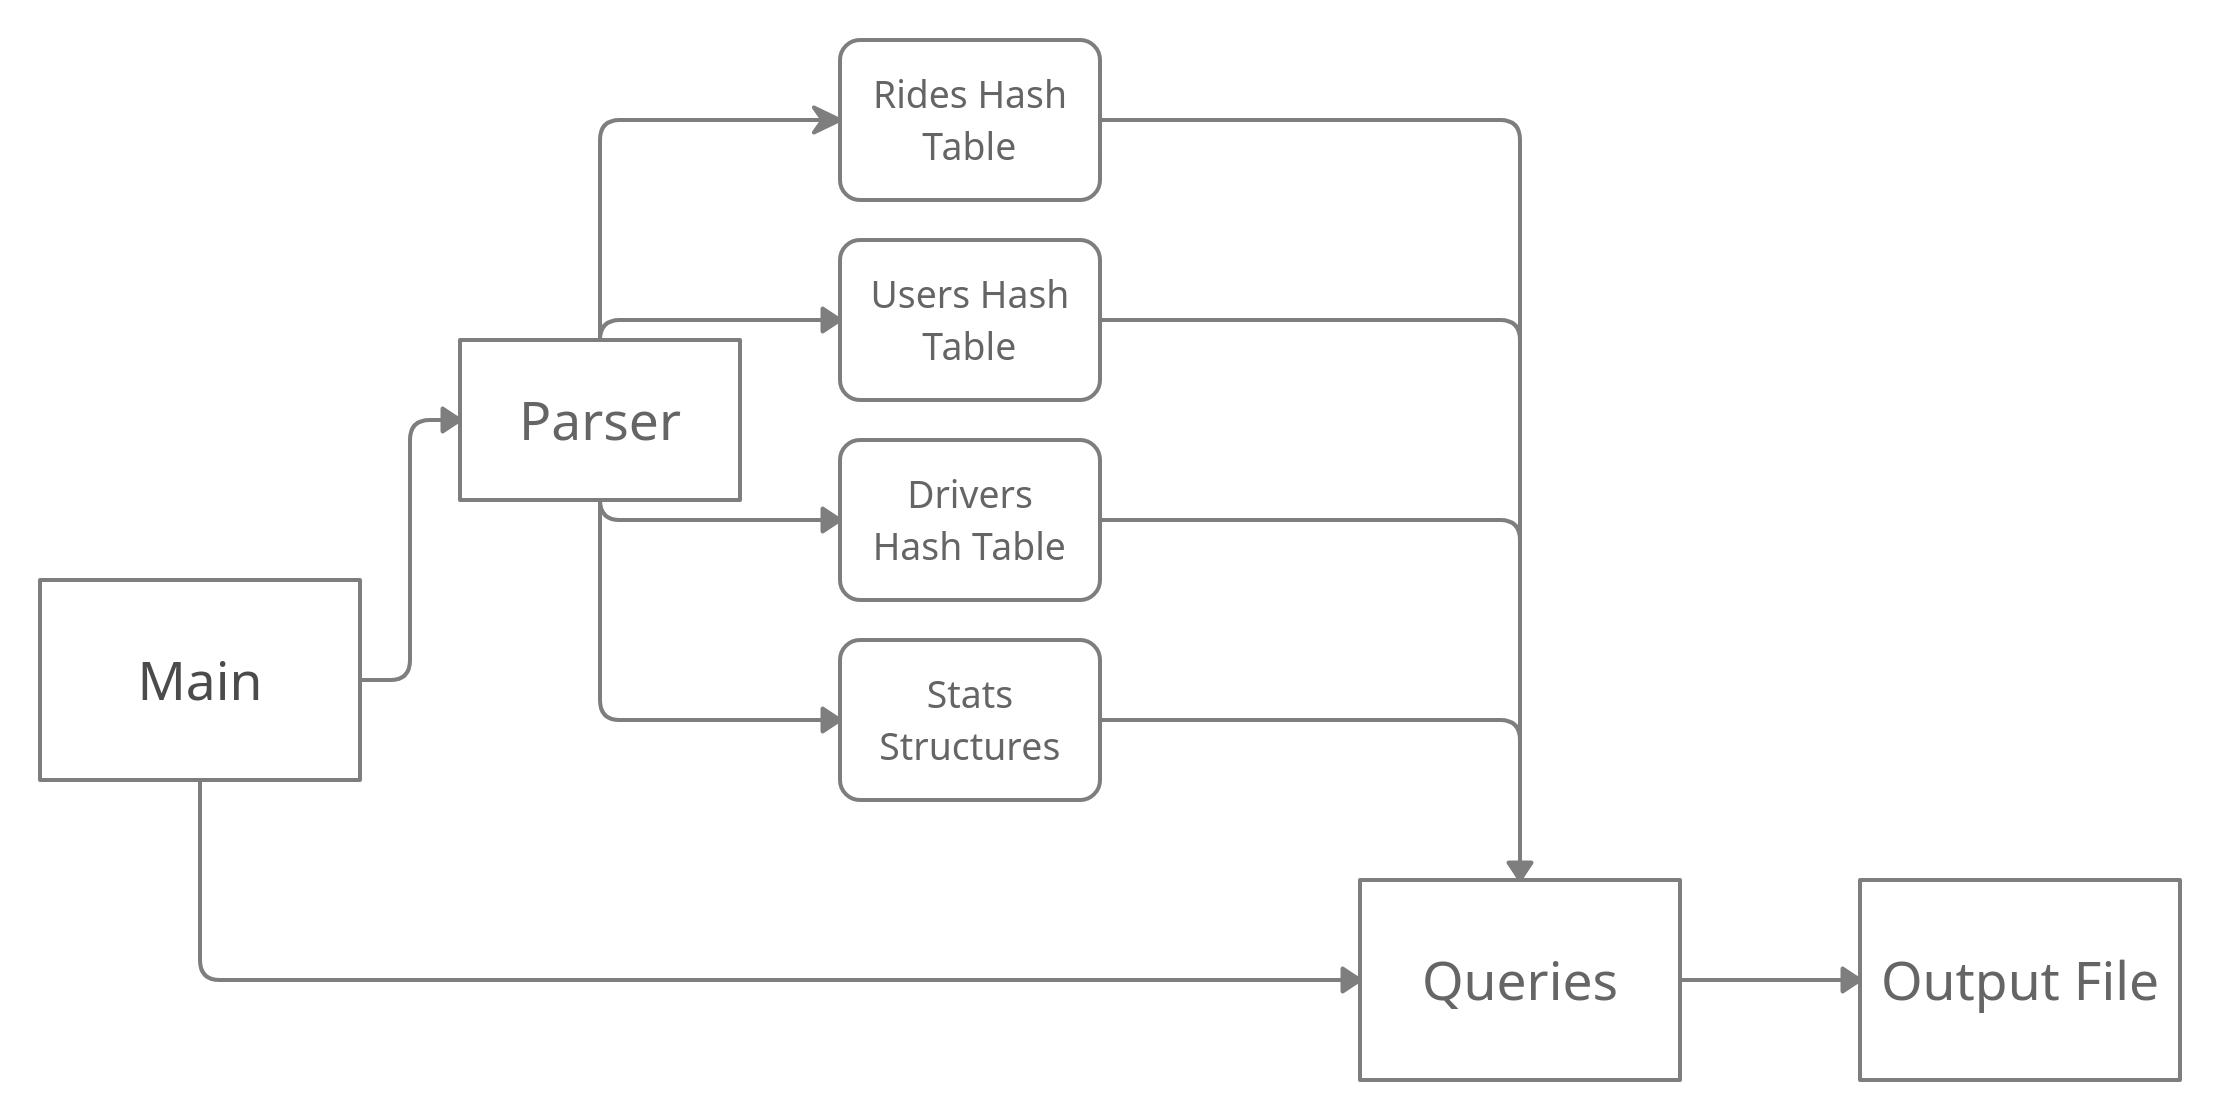 Rides Hash
Table
Users Hash
Table
Parser
Drivers
Hash Table
Main
Stats
Structures
Queries
Output File